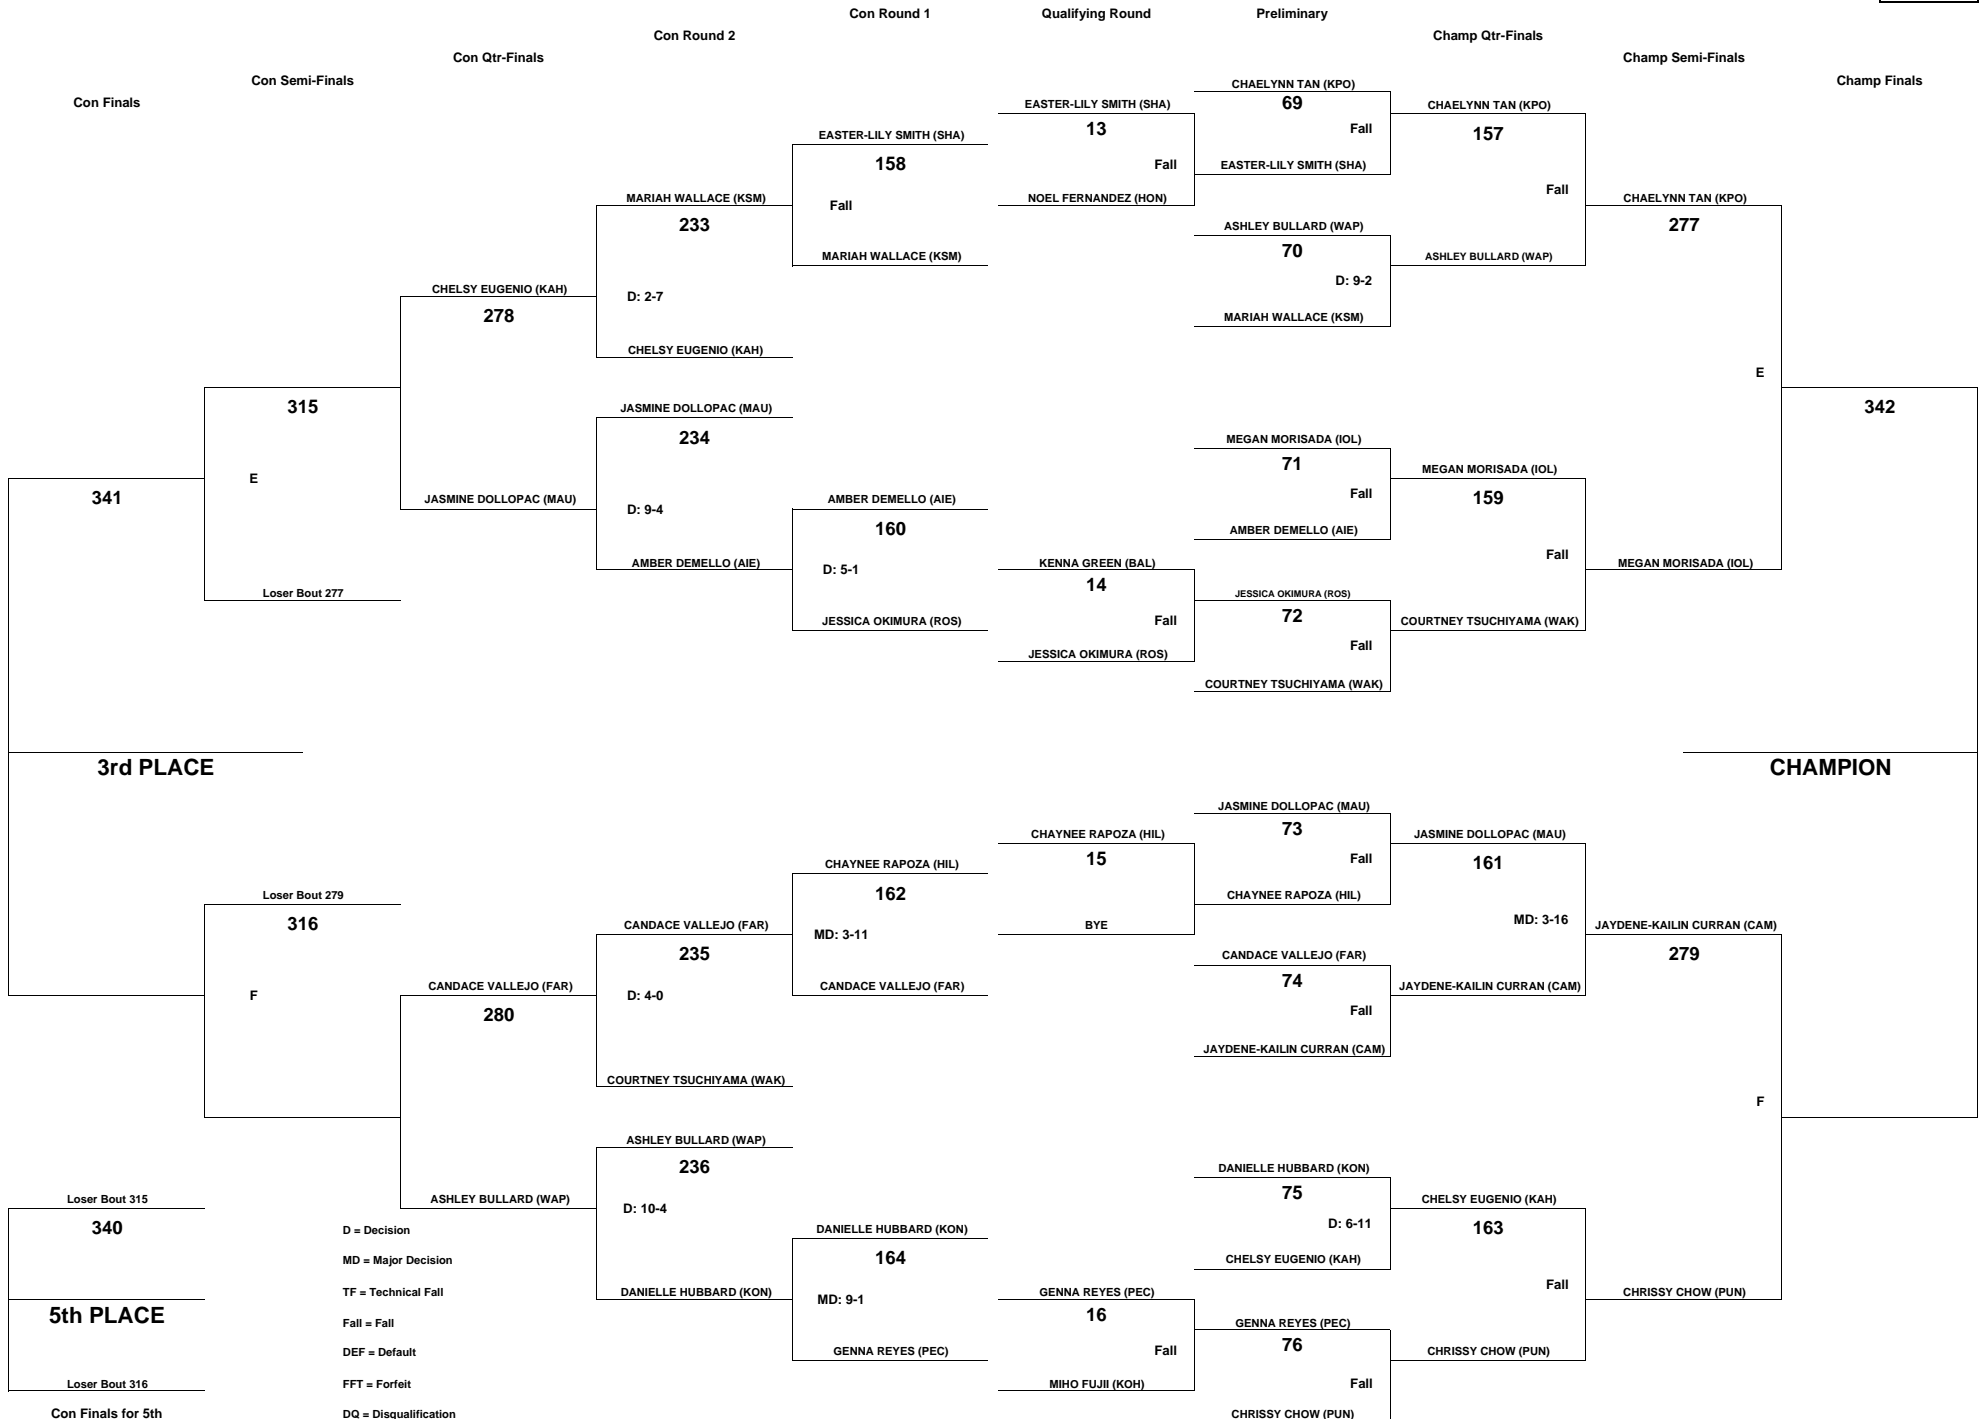 Con Round 1 Qualifying Round Preliminary
Con Round 2 Champ Qtr-Finals
Con Qtr-Finals Champ Semi-Finals
Con Semi-Finals Champ Finals
Con Finals
CHAELYNN TAN (KPO)
EASTER-LILY SMITH (SHA) 69 CHAELYNN TAN (KPO)
EASTER-LILY SMITH (SHA) 13 Fall 157
158 Fall EASTER-LILY SMITH (SHA)
MARIAH WALLACE (KSM) Fall NOEL FERNANDEZ (HON) Fall CHAELYNN TAN (KPO)
233 ASHLEY BULLARD (WAP) 277
MARIAH WALLACE (KSM) 70 ASHLEY BULLARD (WAP)
CHELSY EUGENIO (KAH) D: 2-7 D: 9-2
278 MARIAH WALLACE (KSM)
CHELSY EUGENIO (KAH)
E
315 JASMINE DOLLOPAC (MAU) 342
234 MEGAN MORISADA (IOL)
E 71 MEGAN MORISADA (IOL)
341 JASMINE DOLLOPAC (MAU) D: 9-4 AMBER DEMELLO (AIE) Fall 159
160 AMBER DEMELLO (AIE)
AMBER DEMELLO (AIE) D: 5-1 KENNA GREEN (BAL) Fall MEGAN MORISADA (IOL)
Loser Bout 277 14 JESSICA OKIMURA (ROS)
JESSICA OKIMURA (ROS) Fall 72 COURTNEY TSUCHIYAMA (WAK)
JESSICA OKIMURA (ROS) Fall
COURTNEY TSUCHIYAMA (WAK)
3rd PLACE CHAMPION
JASMINE DOLLOPAC (MAU)
CHAYNEE RAPOZA (HIL) 73 JASMINE DOLLOPAC (MAU)
CHAYNEE RAPOZA (HIL) 15 Fall 161
Loser Bout 279 162 CHAYNEE RAPOZA (HIL)
316 CANDACE VALLEJO (FAR) MD: 3-11 BYE MD: 3-16 JAYDENE-KAILIN CURRAN (CAM)
235 CANDACE VALLEJO (FAR) 279
F CANDACE VALLEJO (FAR) D: 4-0 CANDACE VALLEJO (FAR) 74 JAYDENE-KAILIN CURRAN (CAM)
280 Fall
JAYDENE-KAILIN CURRAN (CAM)
COURTNEY TSUCHIYAMA (WAK)
F
ASHLEY BULLARD (WAP)
236 DANIELLE HUBBARD (KON)
Loser Bout 315 ASHLEY BULLARD (WAP) D: 10-4 75 CHELSY EUGENIO (KAH)
340 D = Decision DANIELLE HUBBARD (KON) D: 6-11 163
MD = Major Decision 164 CHELSY EUGENIO (KAH)
TF = Technical Fall DANIELLE HUBBARD (KON) MD: 9-1 GENNA REYES (PEC) Fall CHRISSY CHOW (PUN)
5th PLACE 16
Fall = Fall GENNA REYES (PEC)
DEF = Default GENNA REYES (PEC) Fall 76 CHRISSY CHOW (PUN)
Loser Bout 316 FFT = Forfeit MIHO FUJII (KOH) Fall
Con Finals for 5th DQ = Disqualification CHRISSY CHOW (PUN)